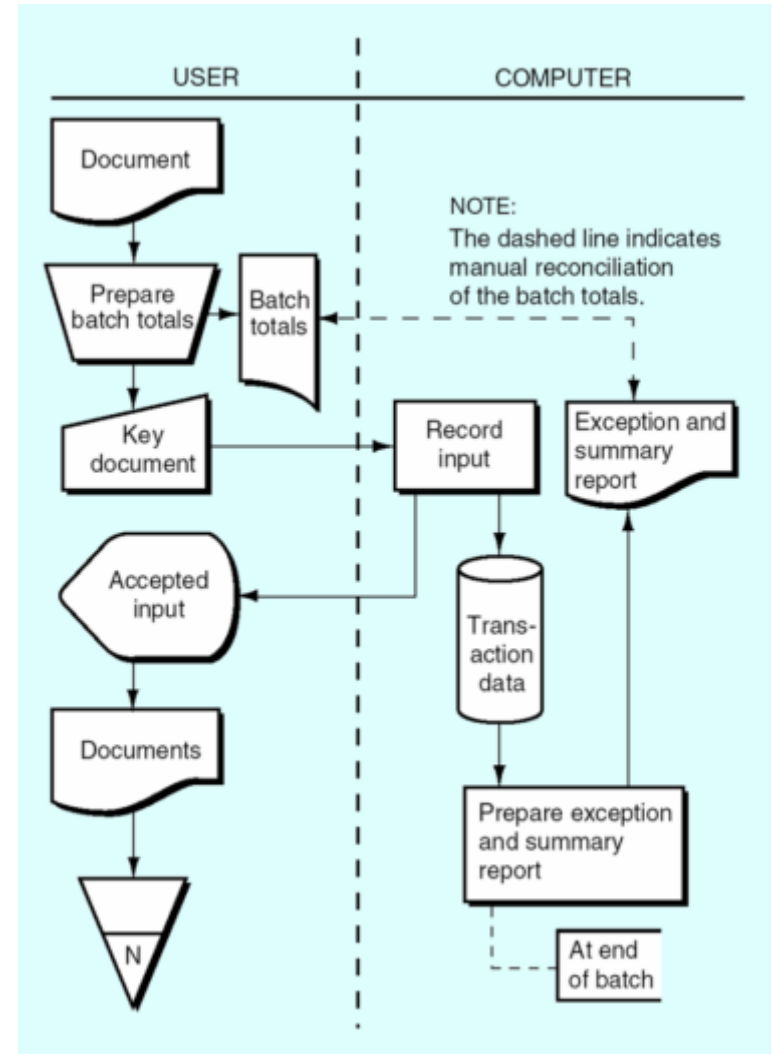 USER
COMPUTER
Document
NOTE:
The dashed line indicates
manual reconciliation
of the batch totals.
Prepare
batch totals
Batch
totals
Key
document
Record
input
Exception and
summary
report
Accepted
input
Trans-
action
data
Documents
Prepare exception
and summary
report
N
At end
of batch